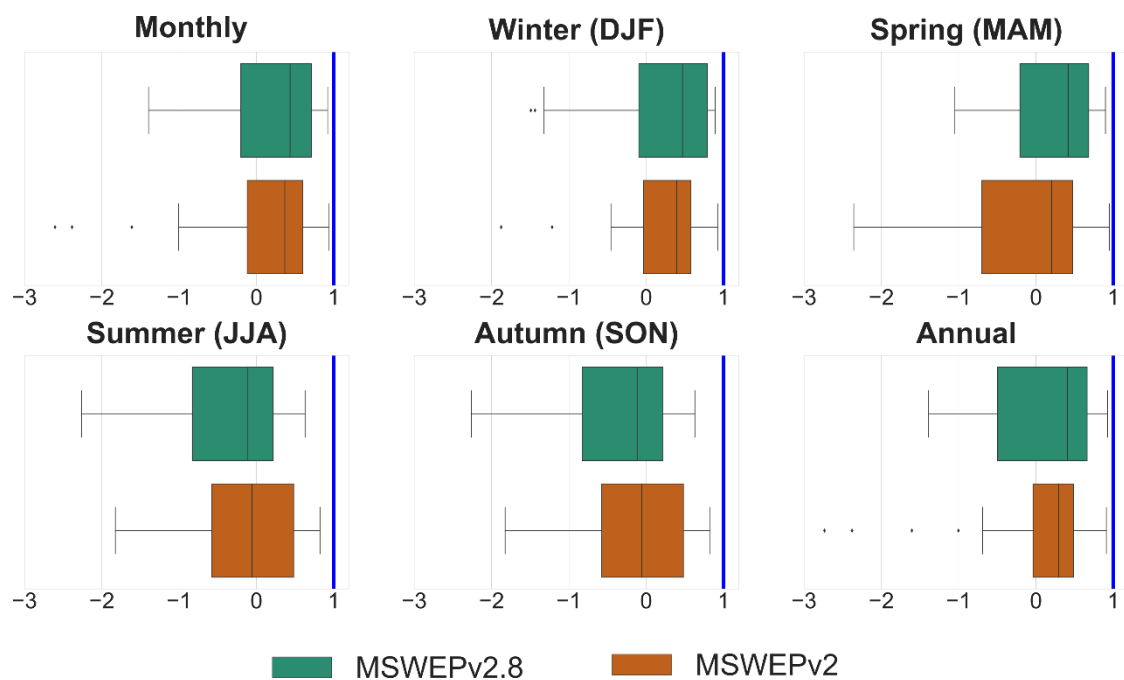 Monthly
Winter (DJF)
Spring (MAM)
−3 −2 −1 0 1
−3 −2 −1 0 1
−3 −2 −1 0 1
Summer (JJA)
Autumn (SON)
Annual
−3 −2 −1 0 1
−3 −2 −1 0 1
−3 −2 −1 0 1
MSWEPv2.8
MSWEPv2